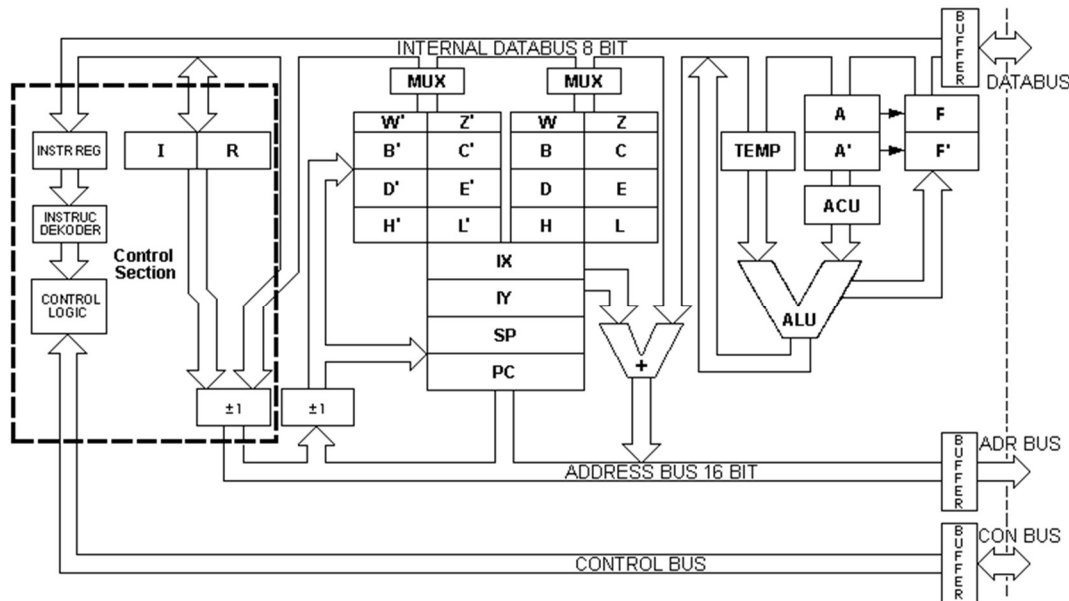 INTERNAL DATABUS 8 BIT
BUFFER
DATABUS
MUX
MUX
W' Z' W Z
B' C' B C
D' E' D E
H' L' H L
IX
IY
SP
PC
INSTR REG
I R
INSTRUC
DEKODER
Control
Section
CONTROL
LOGIC
±1
±1
+
TEMP
A F
A' F'
ACU
ALU
ADDRESS BUS 16 BIT
BUFFER
ADR BUS
CONTROL BUS
BUFFER
CON BUS